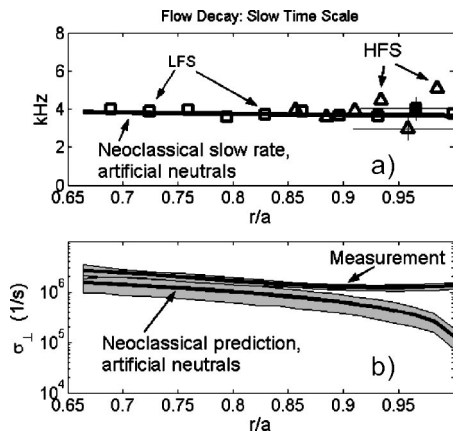 Flow Decay: Slow Time Scale
8
6
4
2
0
kHz
LFS
HFS
Neoclassical slow rate,
artificial neutrals
a)
0.65 0.7 0.75 0.8 0.85 0.9 0.95
r/a
10^6
10^5
10^4
σ⊥ (1/s)
Measurement
Neoclassical prediction,
artificial neutrals
b)
0.65 0.7 0.75 0.8 0.85 0.9 0.95
r/a